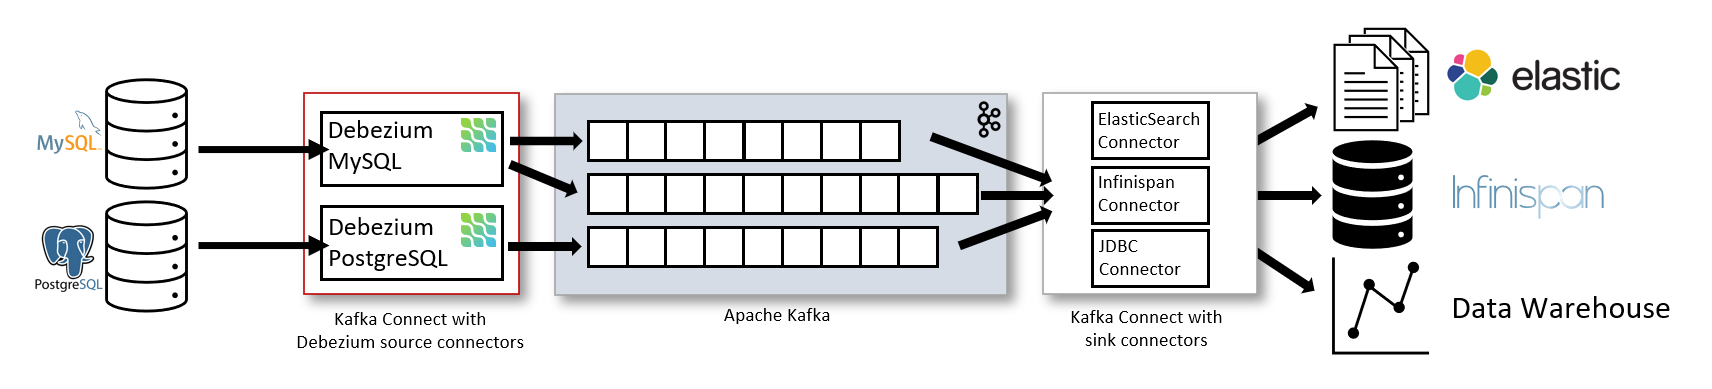 MySQL
PostgreSQL
Debezium
MySQL
Debezium
PostgreSQL
Kafka Connect with
Debezium source connectors
Apache Kafka
ElasticSearch
Connector
Infinispan
Connector
JDBC
Connector
Kafka Connect with
sink connectors
elastic
Infinispan
Data Warehouse